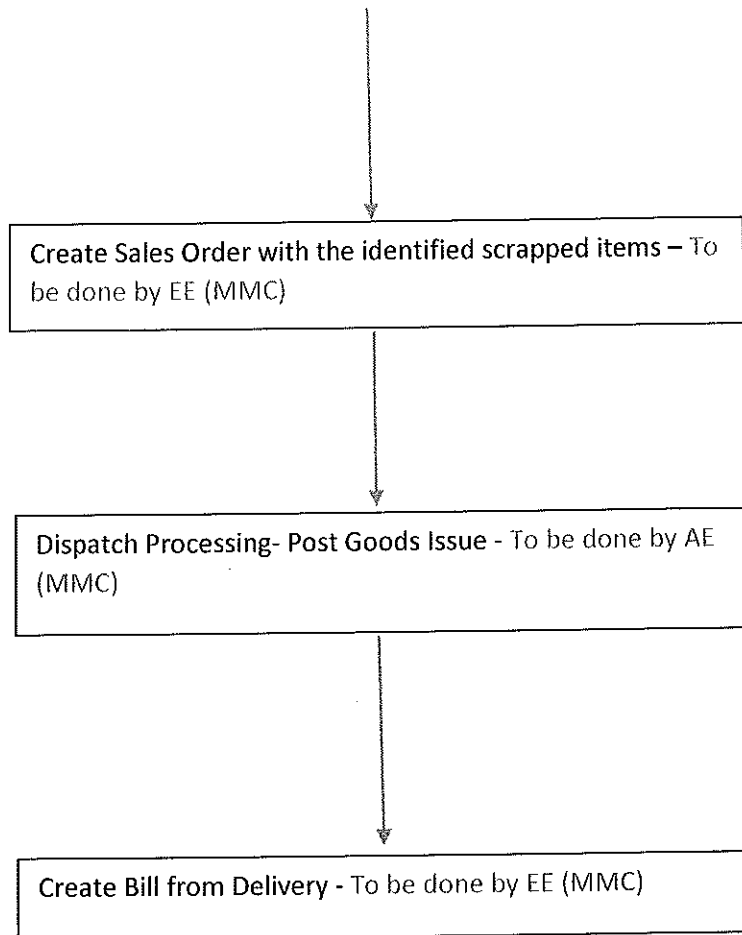 Create Sales Order with the identified scrapped items – To
be done by EE (MMC)
Dispatch Processing- Post Goods Issue - To be done by AE
(MMC)
Create Bill from Delivery - To be done by EE (MMC)